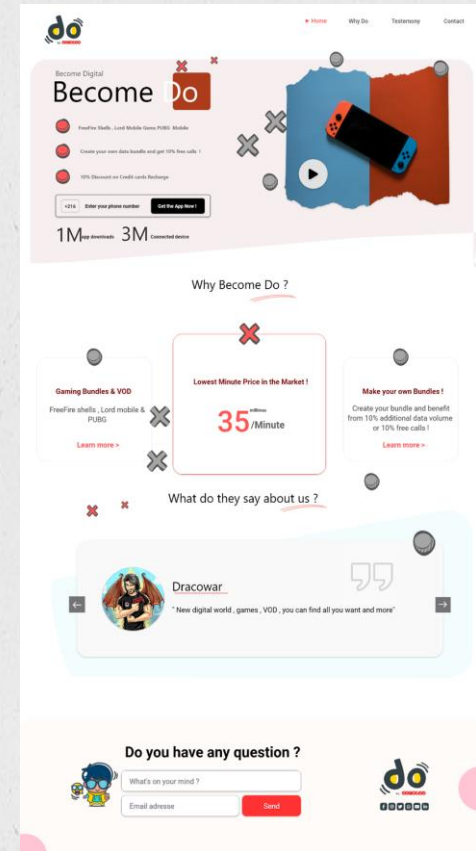 do
Home
Why Do
Testemony
Contact
Become Digital
Become Do
FreeFire Shells , Lord Mobile Gems PUBG Mobile
Create your own data bundle and get 10% free calls !
10% Discount on Credit cards Recharge
+216
Enter your phone number
Get the App Now !
1M app downloads
3M Connected device
Why Become Do ?
Gaming Bundles & VOD
FreeFire shells , Lord mobile &
PUBG
Learn more >
Lowest Minute Price in the Market !
35 millimes
/Minute
Make your own Bundles !
Create your bundle and benefit
from 10% additional data volume
or 10% free calls !
Learn more >
What do they say about us ?
Dracowar
" New digital world , games , VOD , you can find all you want and more"
Do you have any question ?
What's on your mind ?
Email adresse
Send
do